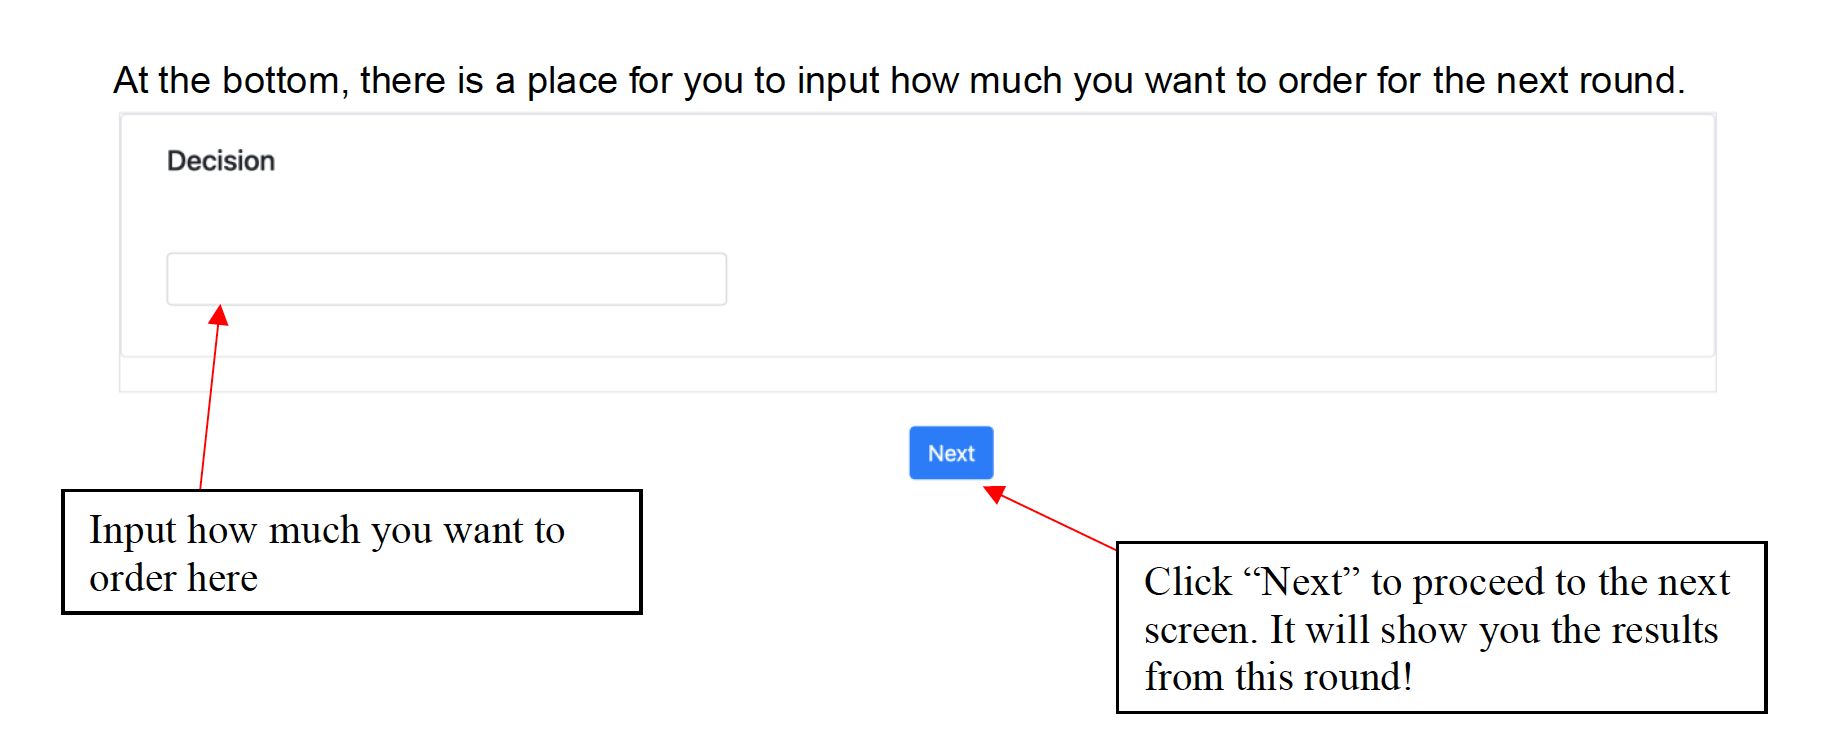 At the bottom, there is a place for you to input how much you want to order for the next round.
Decision
Next
Input how much you want to
order here
Click “Next” to proceed to the next
screen. It will show you the results
from this round!